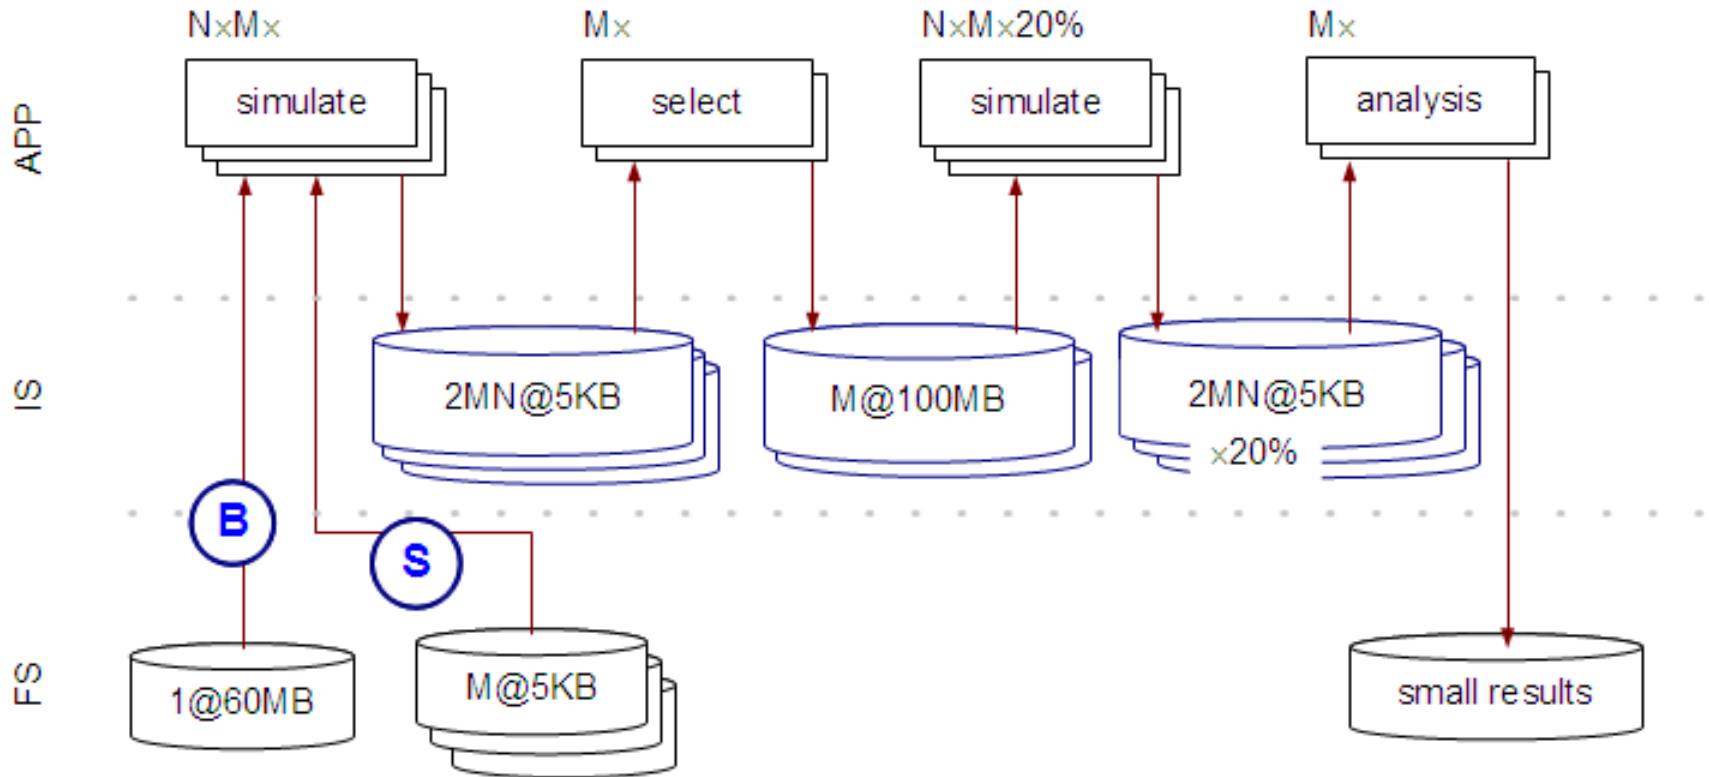 N×M×
M×
N×M×20%
M×
APP
simulate
select
simulate
analysis
IS
2MN@5KB
M@100MB
2MN@5KB
×20%
B
S
FS
1@60MB
M@5KB
small results